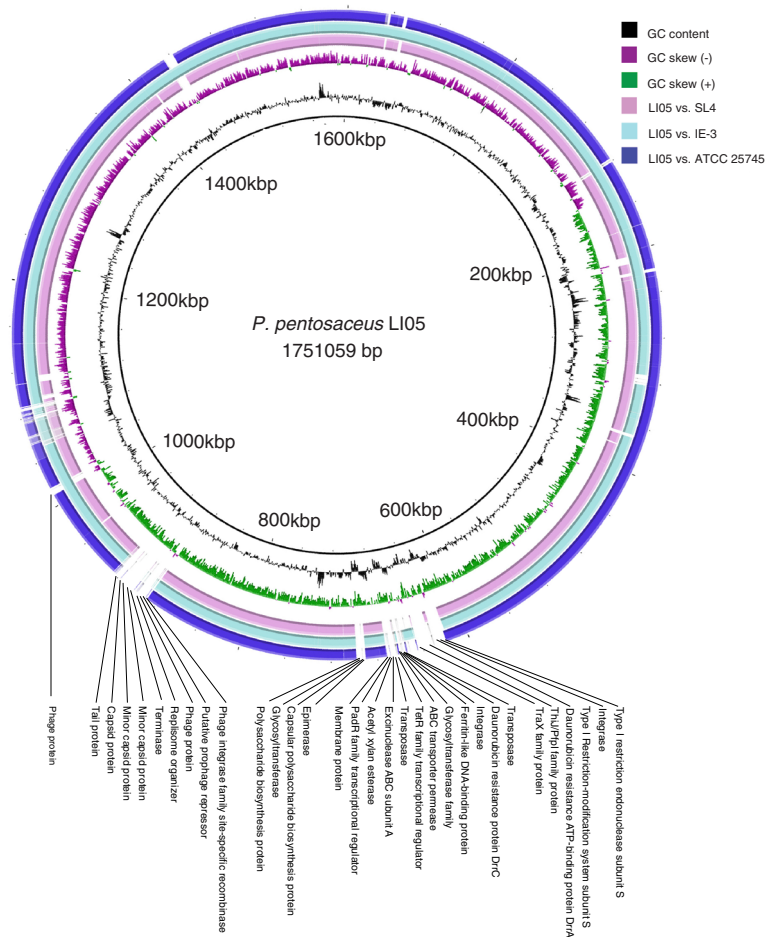 GC content
GC skew (-)
GC skew (+)
LI05 vs. SL4
LI05 vs. IE-3
LI05 vs. ATCC 25745
1600kbp
1400kbp
200kbp
1200kbp
P. pentosaceus LI05
1751059 bp
400kbp
1000kbp
600kbp
800kbp
Phage protein
Tail protein
Capsid protein
Minor capsid protein
Minor capsid protein
Terminase
Replisome organizer
Phage protein
Putative prophage repressor
Phage integrase family site-specific recombinase
Polysaccharide biosynthesis protein
Glycosyltransferase
Capsular polysaccharide biosynthesis protein
Epimerase
Membrane protein
PadR family transcriptional regulator
Acetyl xylan esterase
Excinuclease ABC subunit A
Transposase
TetR family transcriptional regulator
ABC transporter permease
Glycosyltransferase family
Ferritin-like DNA-binding protein
Integrase
Daunorubicin resistance protein DrrC
Transposase
TraX family protein
ThiJ/PfpI family protein
Daunorubicin resistance ATP-binding protein DrrA
Type I Restriction-modification system subunit S
Integrase
Type I restriction endonuclease subunit S